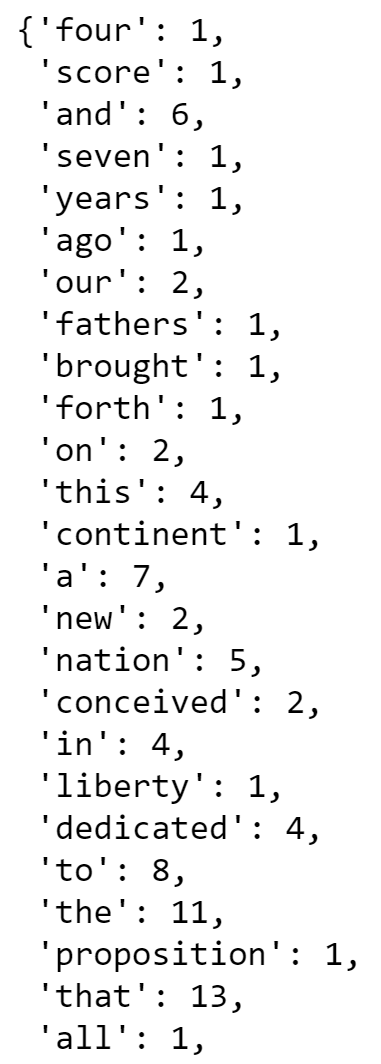 {'four': 1,
'score': 1,
'and': 6,
'seven': 1,
'years': 1,
'ago': 1,
'our': 2,
'fathers': 1,
'brought': 1,
'forth': 1,
'on': 2,
'this': 4,
'continent': 1,
'a': 7,
'new': 2,
'nation': 5,
'conceived': 2,
'in': 4,
'liberty': 1,
'dedicated': 4,
'to': 8,
'the': 11,
'proposition': 1,
'that': 13,
'all': 1,